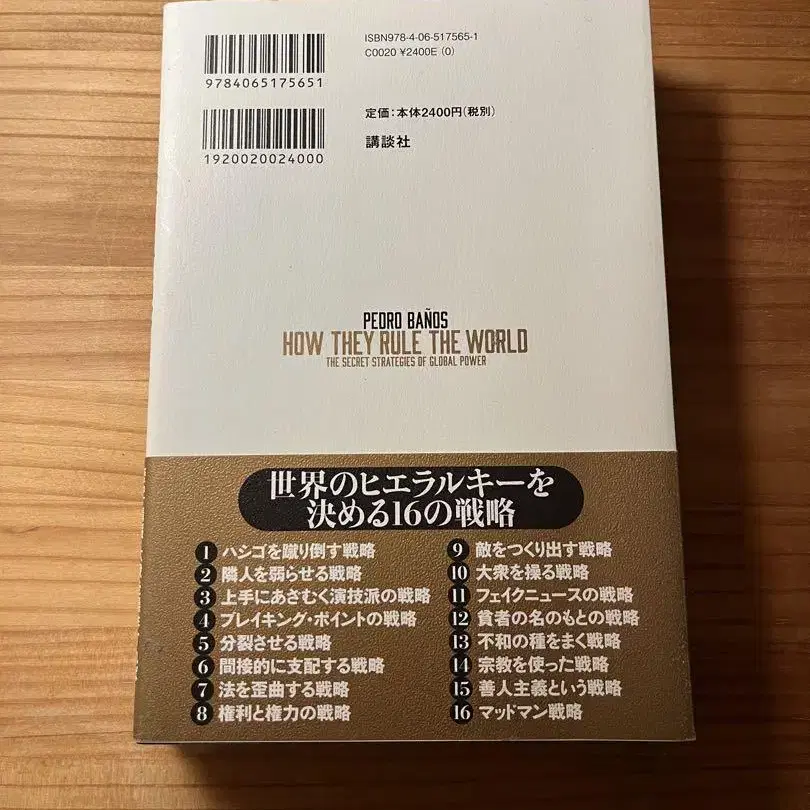 ISBN978-4-06-517565-1
C0020 ¥2400E (0)
9784065175651
定価:本体2400円(税別)
講談社
1920020024000
PEDRO BAÑOS
HOW THEY RULE THE WORLD
THE SECRET STRATEGIES OF GLOBAL POWER
世界のヒエラルキーを
決める16の戦略
1 ハシゴを蹴り倒す戦略
2 隣人を弱らせる戦略
3 上手にあざむく演技派の戦略
4 ブレイキング・ポイントの戦略
5 分裂させる戦略
6 間接的に支配する戦略
7 法を歪曲する戦略
8 権利と権力の戦略
9 敵をつくり出す戦略
10 大衆を操る戦略
11 フェイクニュースの戦略
12 貧者の名のもとの戦略
13 不和の種をまく戦略
14 宗教を使った戦略
15 善人主義という戦略
16 マッドマン戦略